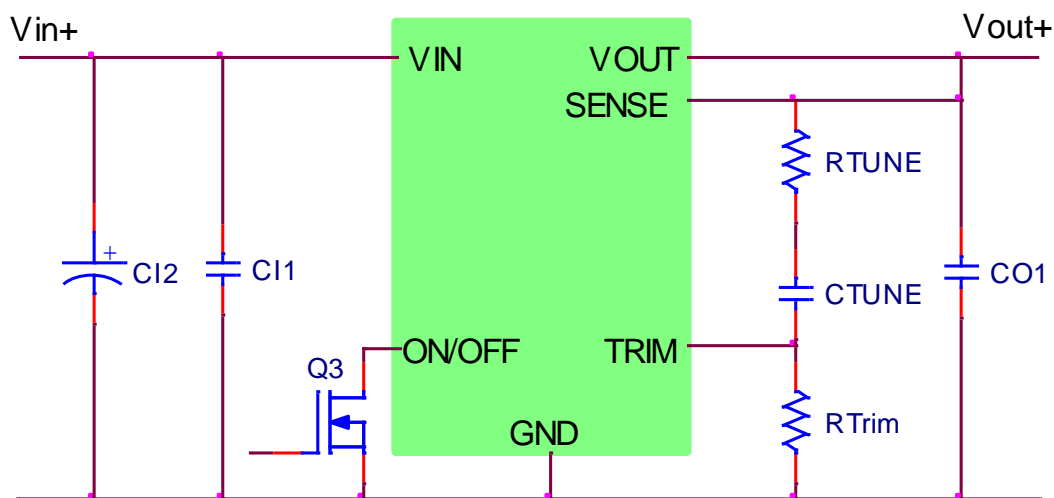 Vin+
Vout+
VIN
VOUT
SENSE
RTUNE
+
CI2
CI1
CTUNE
CO1
ON/OFF
TRIM
Q3
RTrim
GND